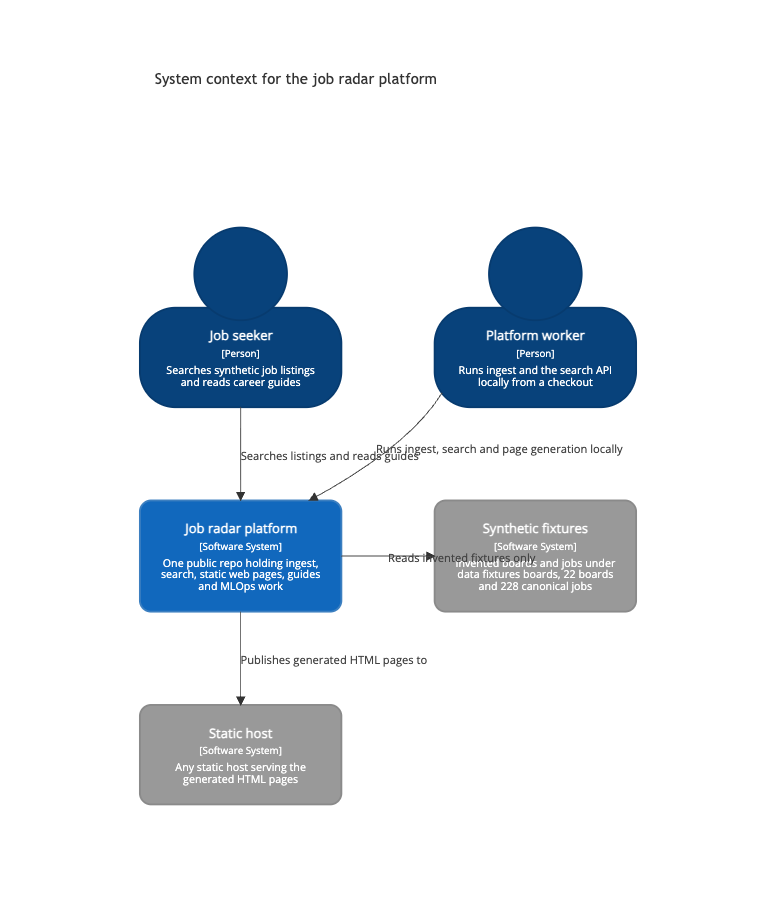 System context for the job radar platform
Job seeker
[Person]
Searches synthetic job listings
and reads career guides
Platform worker
[Person]
Runs ingest and the search API
locally from a checkout
Searches listings and reads guides
Runs ingest, search and page generation locally
Job radar platform
[Software System]
One public repo holding ingest,
search, static web pages, guides
and MLOps work
Reads invented fixtures only
Synthetic fixtures
[Software System]
Invented boards and jobs under
data fixtures boards, 22 boards
and 228 canonical jobs
Publishes generated HTML pages to
Static host
[Software System]
Any static host serving the
generated HTML pages